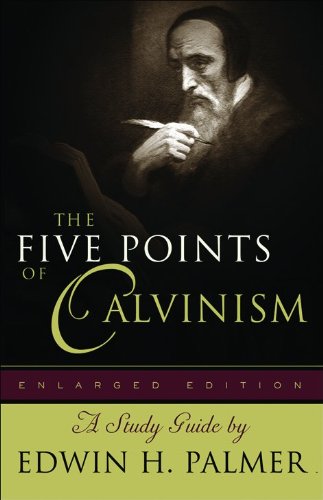 THE
FIVE POINTS
OF CALVINISM
ENLARGED EDITION
A Study Guide by
EDWIN H. PALMER